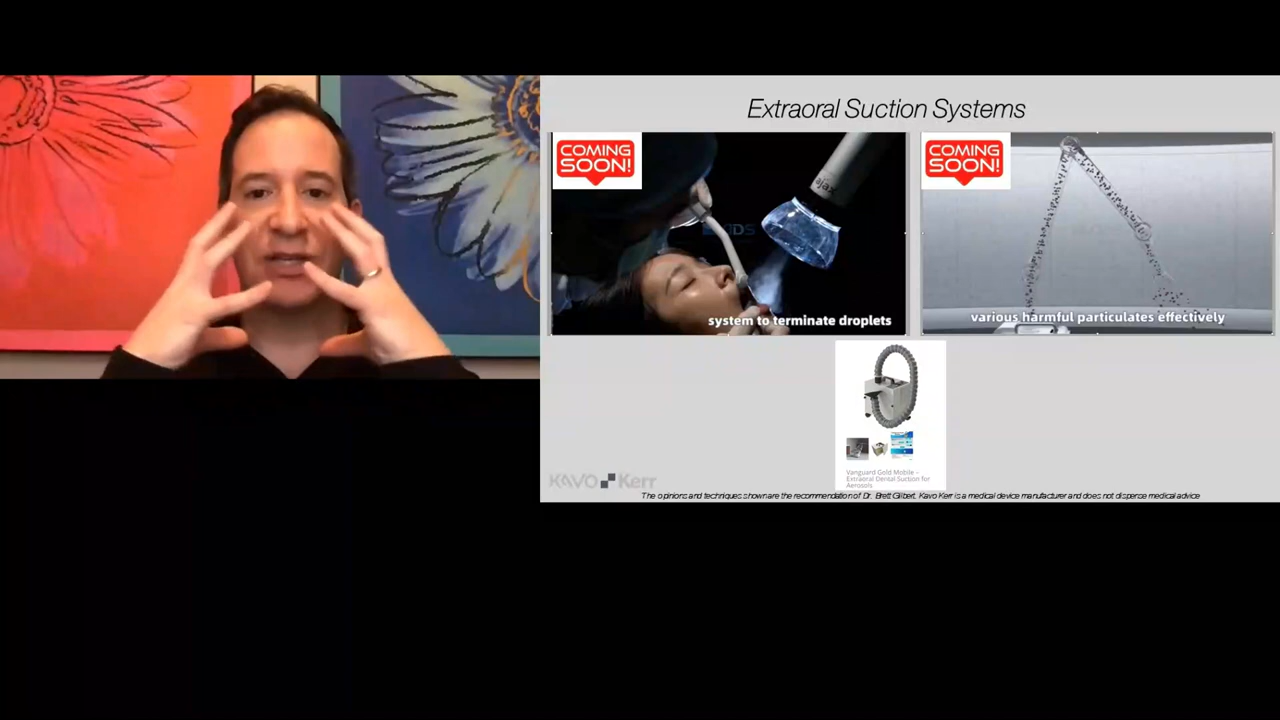 Extraoral Suction Systems
COMING
SOON!
ajax
system to terminate droplets
COMING
SOON!
various harmful particulates effectively
Vanguard Gold Mobile –
Extraoral Dental Suction for
Aerosols
KAVO Kerr
The opinions and techniques shown are the recommendation of Dr. Brett Gilbert. Kavo Kerr is a medical device manufacturer and does not dispense medical advice